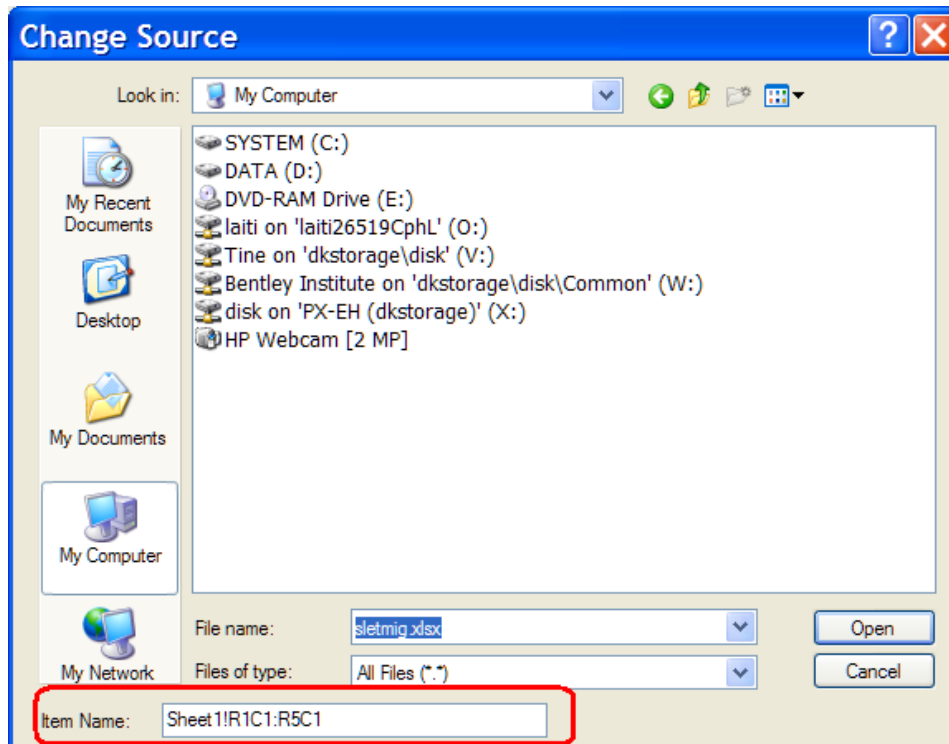 Change Source
Look in: My Computer
SYSTEM (C:)
DATA (D:)
DVD-RAM Drive (E:)
laiti on 'laiti26519CphL' (O:)
Tine on 'dkstorage\disk' (V:)
Bentley Institute on 'dkstorage\disk\Common' (W:)
disk on 'PX-EH (dkstorage)' (X:)
HP Webcam [2 MP]
My Recent
Documents
Desktop
My Documents
My Computer
My Network
File name: sletmig.xlsx Open
Files of type: All Files (*.*) Cancel
Item Name: Sheet1!R1C1:R5C1